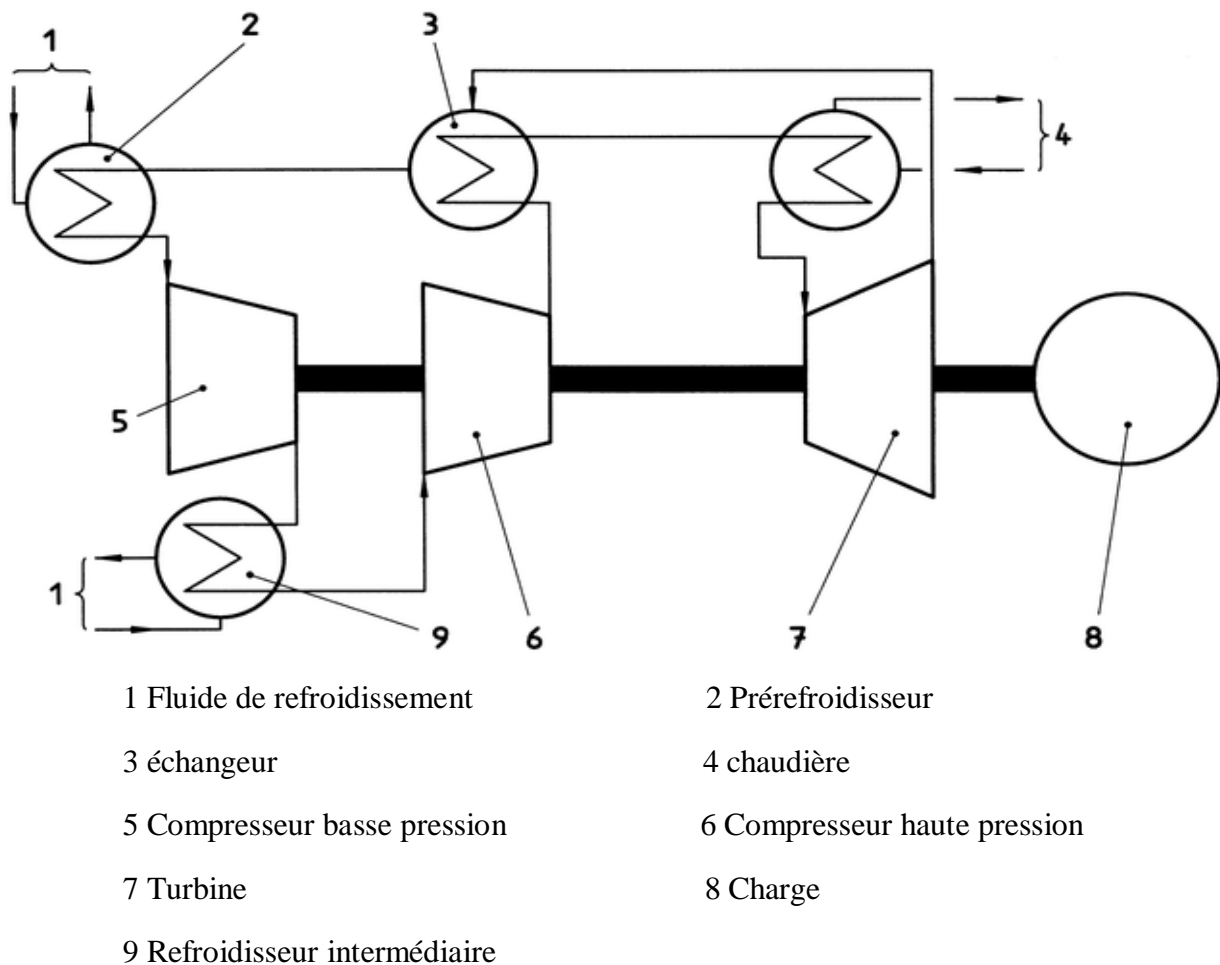 1 2 3
4
5
1
9 6 7 8
1 Fluide de refroidissement 2 Prérefroidisseur
3 échangeur 4 chaudière
5 Compresseur basse pression 6 Compresseur haute pression
7 Turbine 8 Charge
9 Refroidisseur intermédiaire